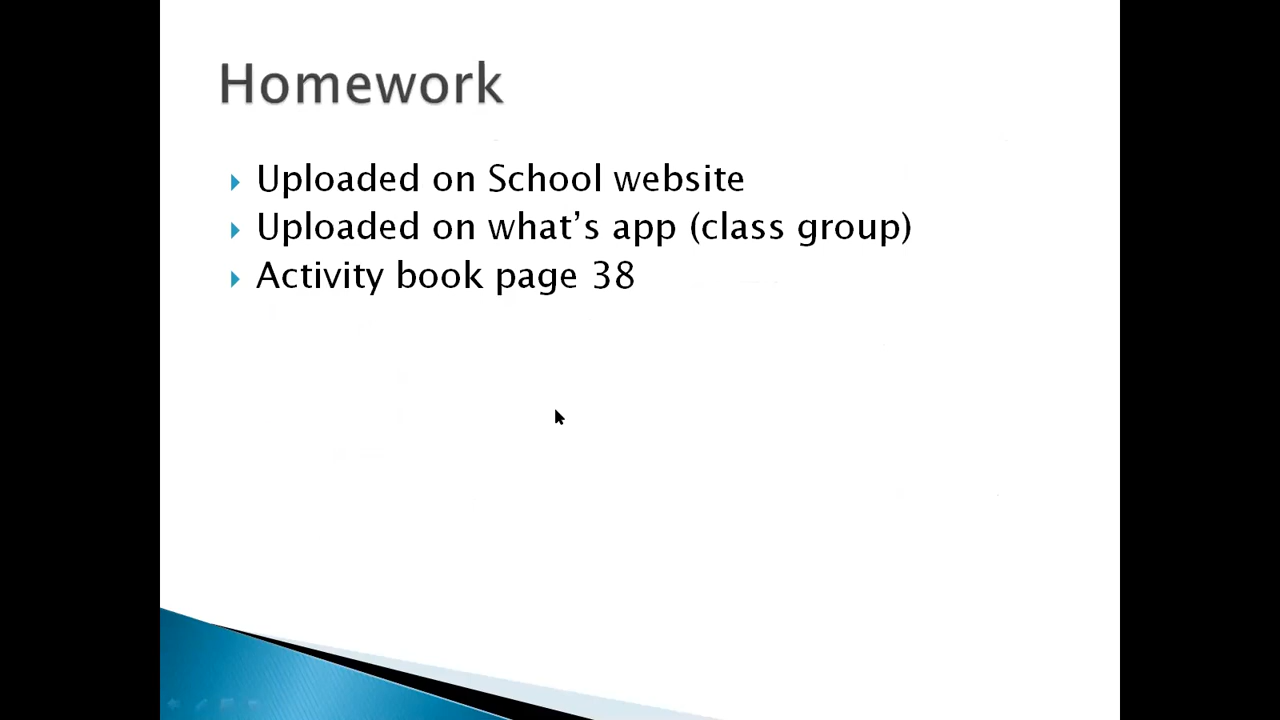 Homework
Uploaded on School website
Uploaded on what’s app (class group)
Activity book page 38